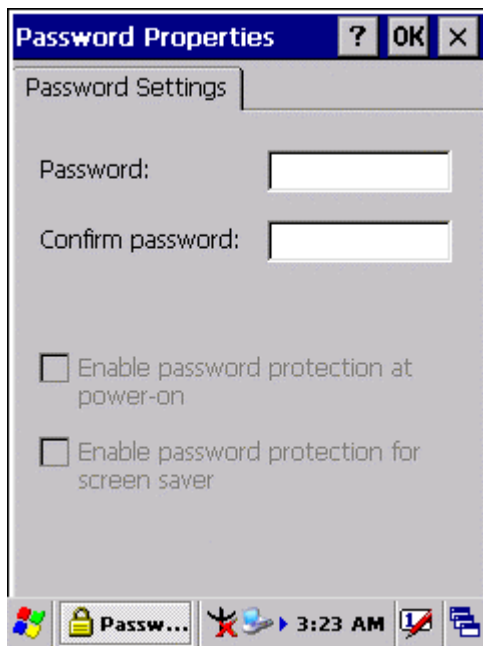 Password Properties ? OK ×
Password Settings
Password:
Confirm password:
Enable password protection at
power-on
Enable password protection for
screen saver
Passw... 3:23 AM